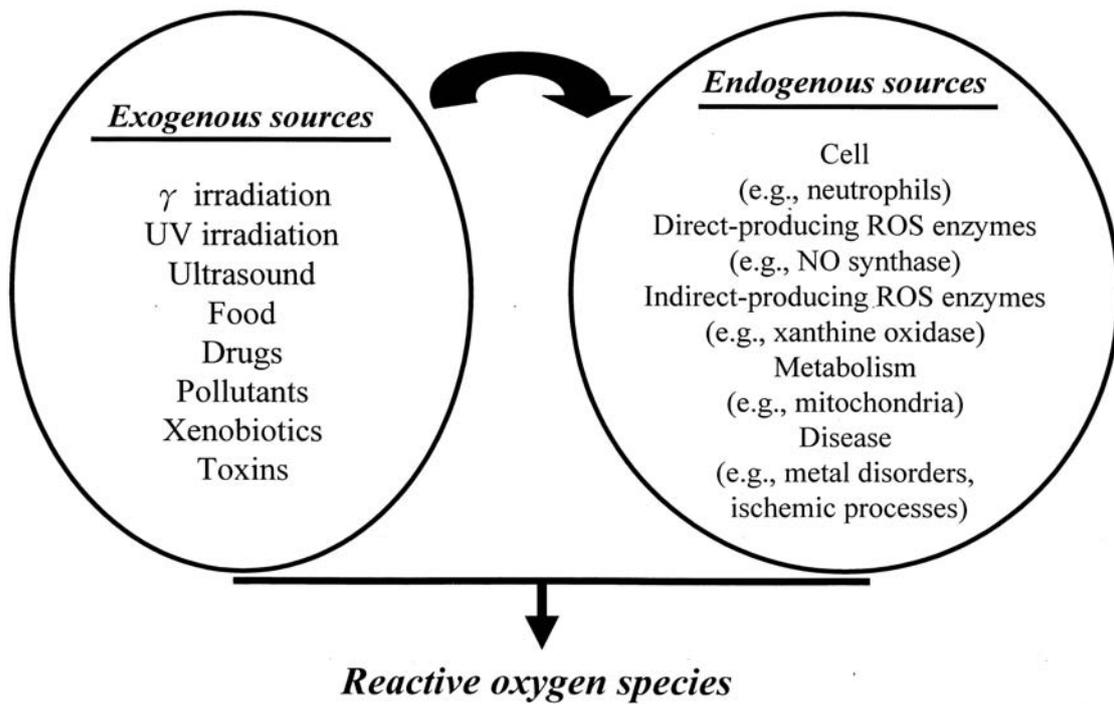 Exogenous sources
γ irradiation
UV irradiation
Ultrasound
Food
Drugs
Pollutants
Xenobiotics
Toxins
Endogenous sources
Cell
(e.g., neutrophils)
Direct-producing ROS enzymes
(e.g., NO synthase)
Indirect-producing ROS enzymes
(e.g., xanthine oxidase)
Metabolism
(e.g., mitochondria)
Disease
(e.g., metal disorders,
ischemic processes)
Reactive oxygen species